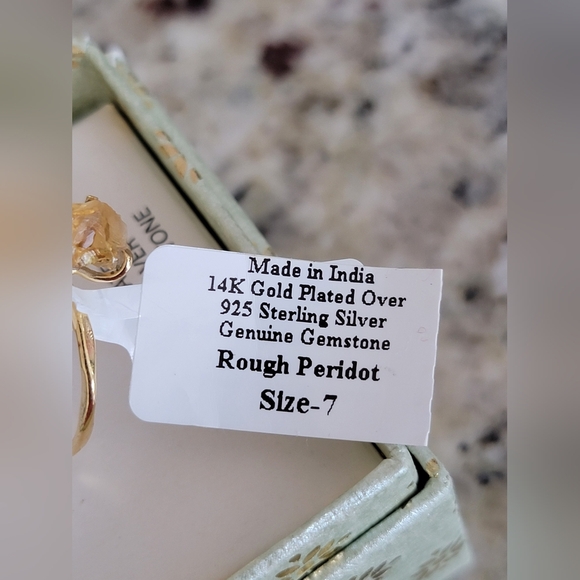 Made in India
14K Gold Plated Over
925 Sterling Silver
Genuine Gemstone
Rough Peridot
Size-7